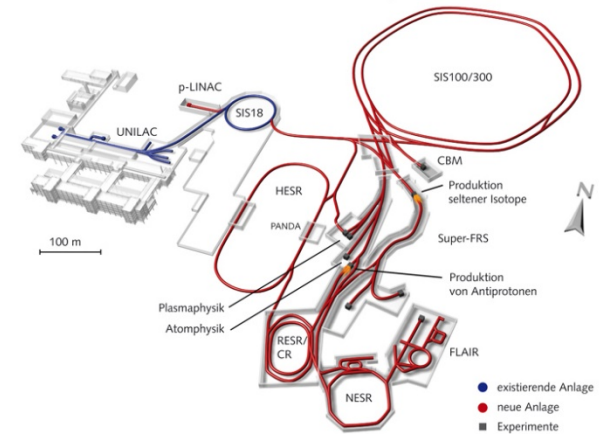 SIS100/300
p-LINAC
SIS18
UNILAC
CBM
HESR
Produktion
seltener Isotope
N
PANDA
Super-FRS
100 m
Produktion
von Antiprotonen
Plasmaphysik
Atomphysik
RESR/
CR
FLAIR
NESR
existierende Anlage
neue Anlage
Experimente